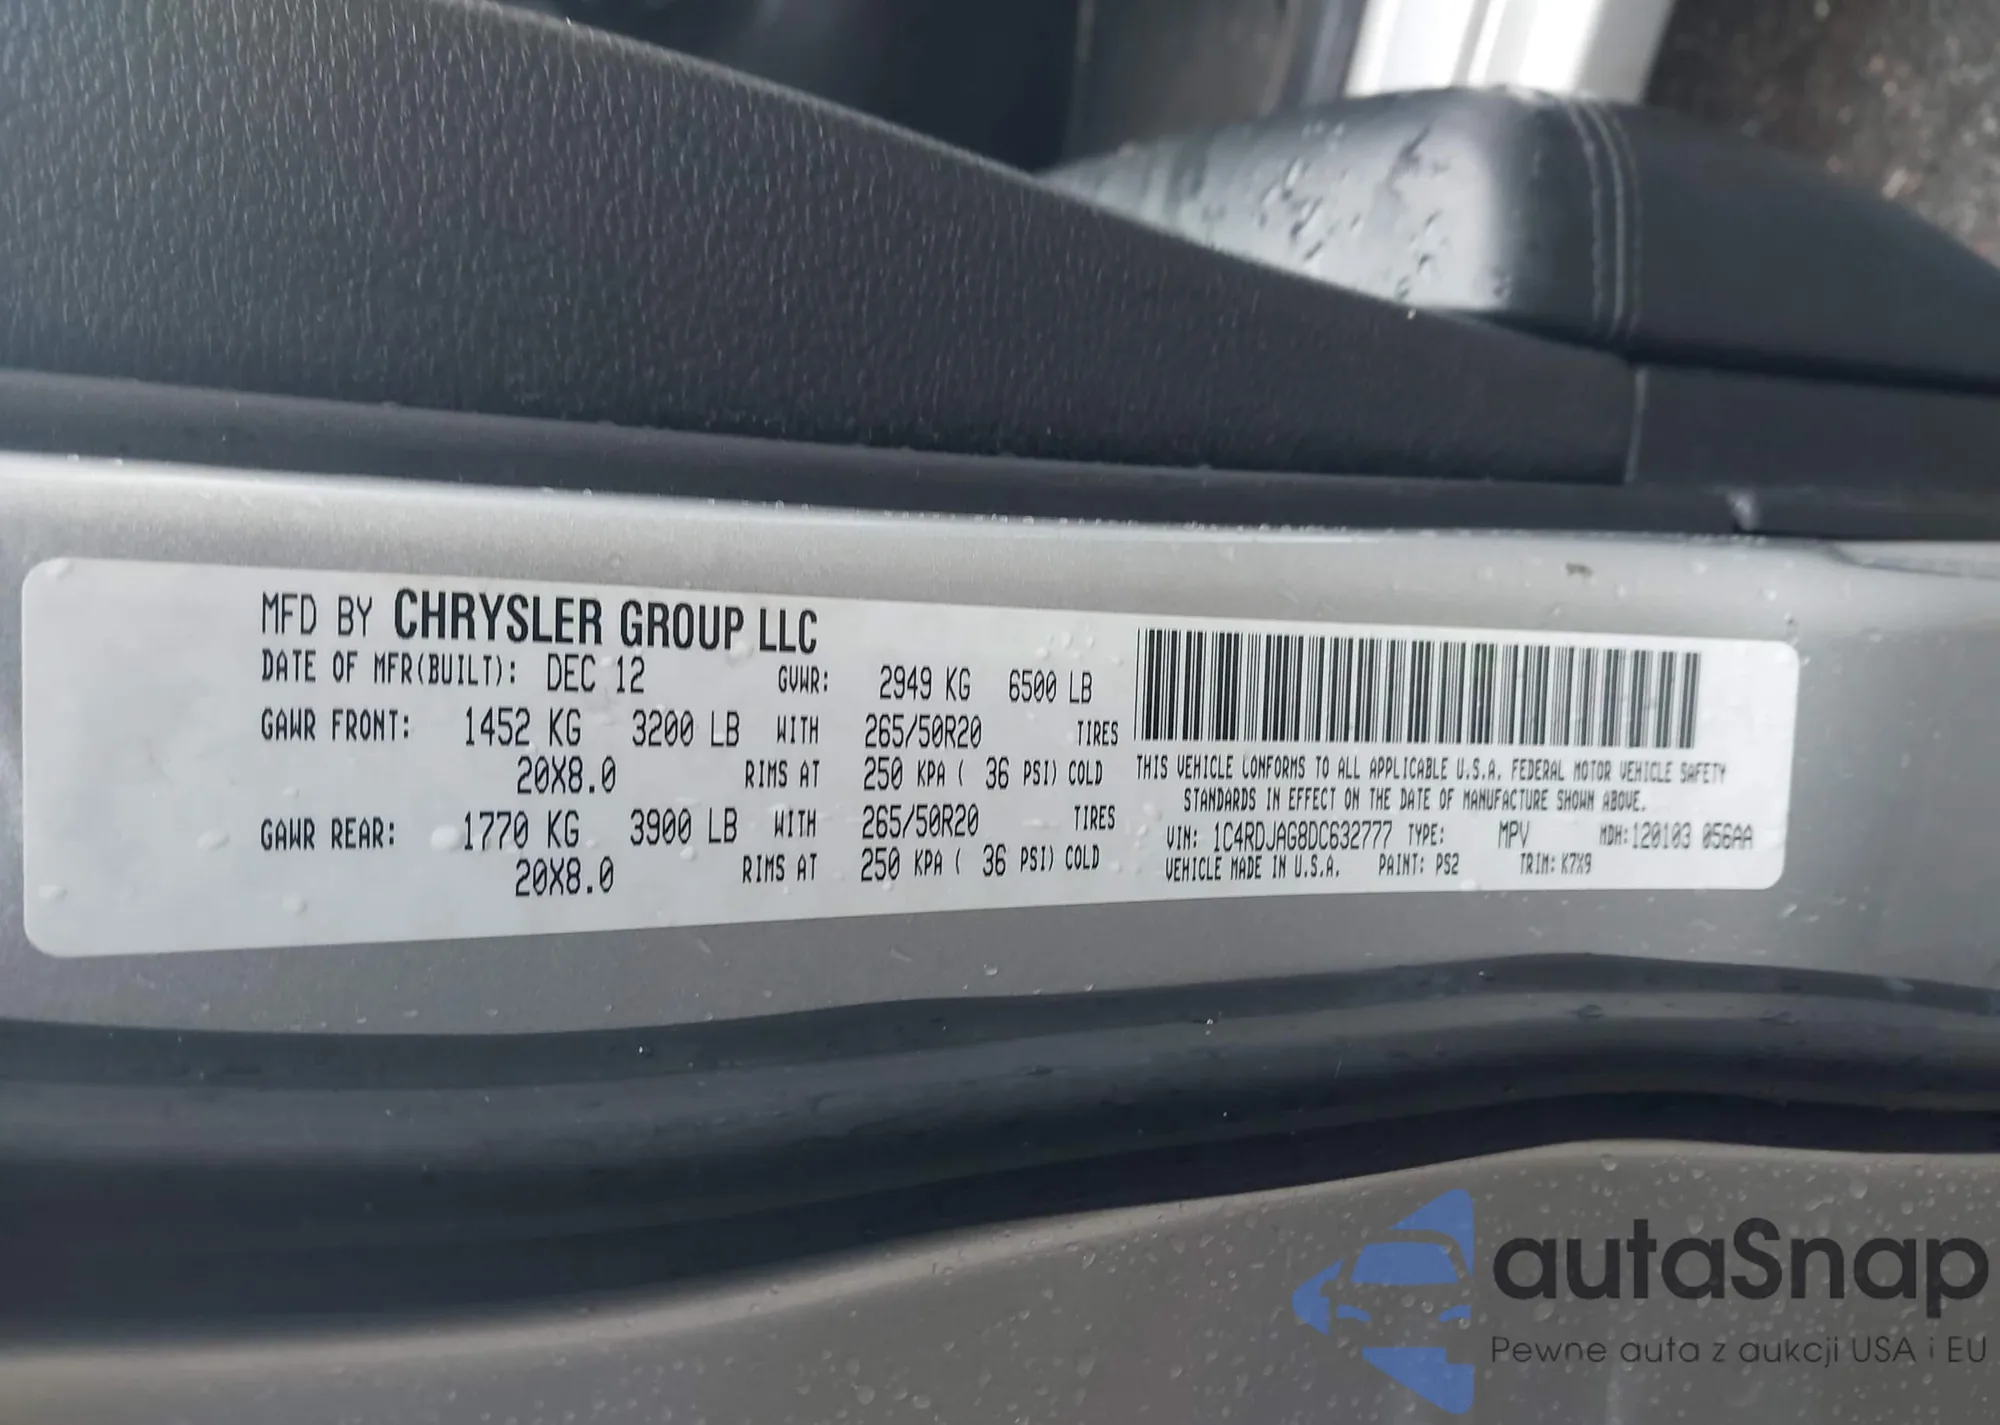 MFD BY CHRYSLER GROUP LLC
DATE OF MFR(BUILT): DEC 12 GVWR: 2949 KG 6500 LB
GAWR FRONT: 1452 KG 3200 LB WITH 265/50R20 TIRES
20X8.0 RIMS AT 250 KPA ( 36 PSI) COLD
GAWR REAR: 1770 KG 3900 LB WITH 265/50R20 TIRES
20X8.0 RIMS AT 250 KPA ( 36 PSI) COLD
THIS VEHICLE CONFORMS TO ALL APPLICABLE U.S.A. FEDERAL MOTOR VEHICLE SAFETY
STANDARDS IN EFFECT ON THE DATE OF MANUFACTURE SHOWN ABOVE.
VIN: 1C4RDJAG8DC632777 TYPE: MPV MDH: 120103 056AA
VEHICLE MADE IN U.S.A. PAINT: PS2 TRIM: K7X9
autaSnap
Pewne auta z aukcji USA i EU